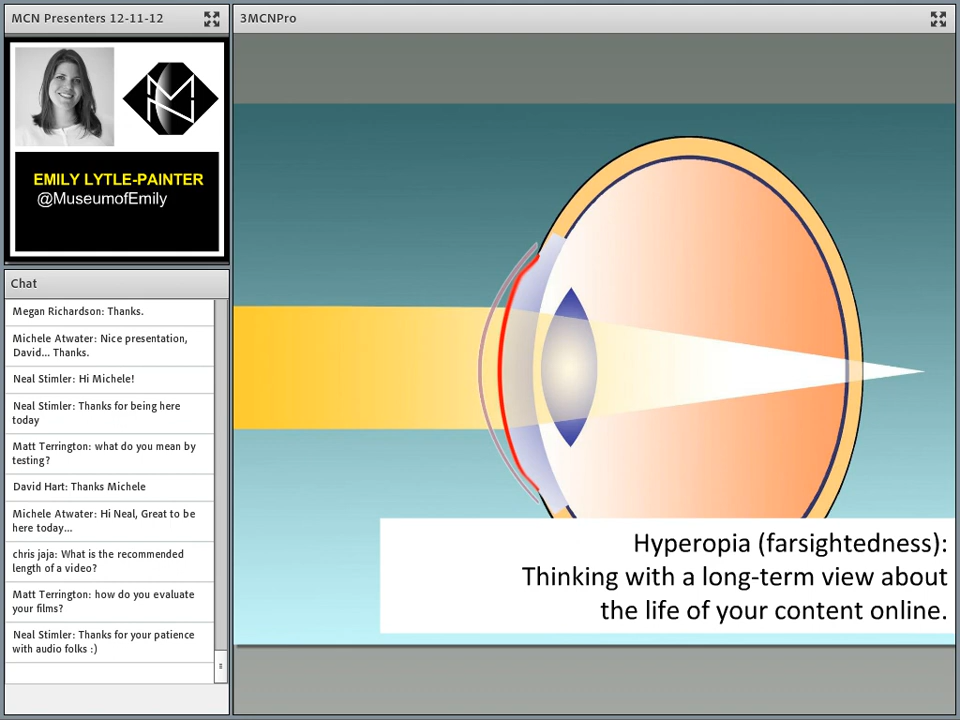 MCN Presenters 12-11-12
EMILY LYTLE-PAINTER
@MuseumofEmily
Chat
Megan Richardson: Thanks.
Michele Atwater: Nice presentation,
David... Thanks.
Neal Stimler: Hi Michele!
Neal Stimler: Thanks for being here
today
Matt Terrington: what do you mean by
testing?
David Hart: Thanks Michele
Michele Atwater: Hi Neal, Great to be
here today...
chris jaja: What is the recommended
length of a video?
Matt Terrington: how do you evaluate
your films?
Neal Stimler: Thanks for your patience
with audio folks :)
3MCNPro
Hyperopia (farsightedness):
Thinking with a long-term view about
the life of your content online.